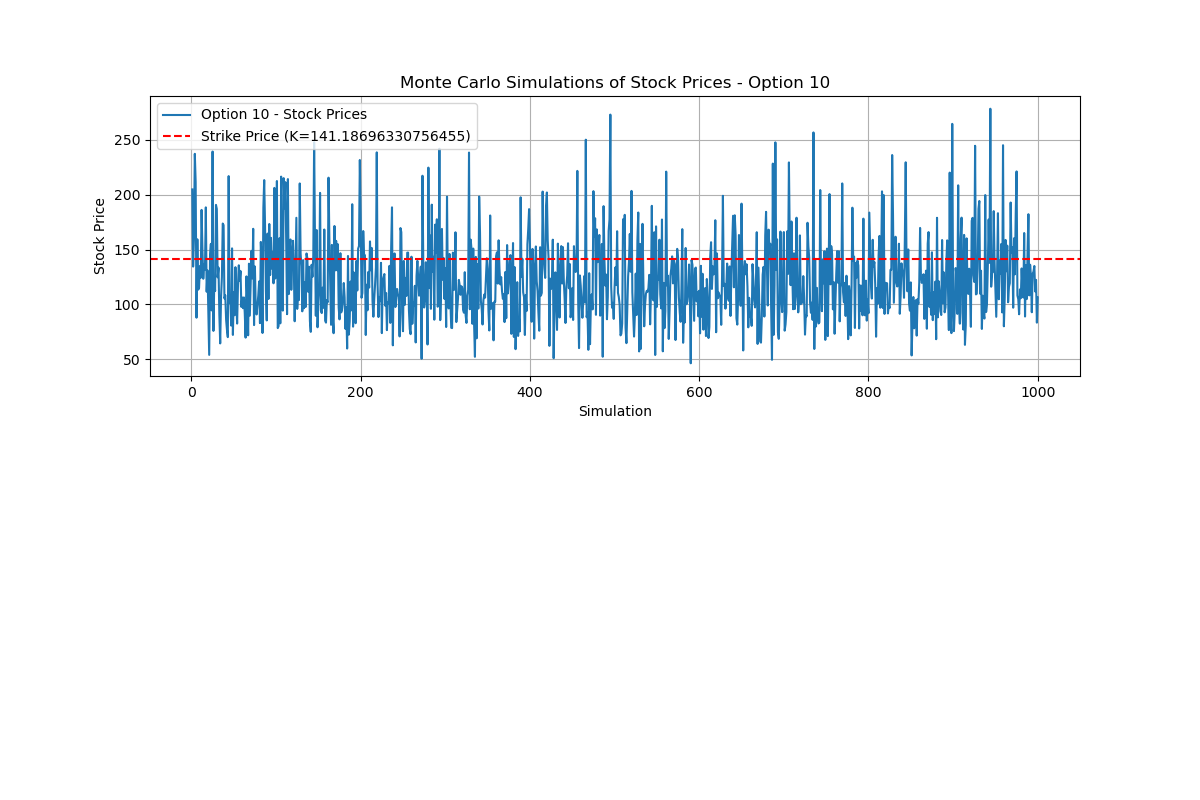 Monte Carlo Simulations of Stock Prices - Option 10
Option 10 - Stock Prices
Strike Price (K=141.18696330756455)
Stock Price
250
200
150
100
50
0
200
400
600
800
1000
Simulation